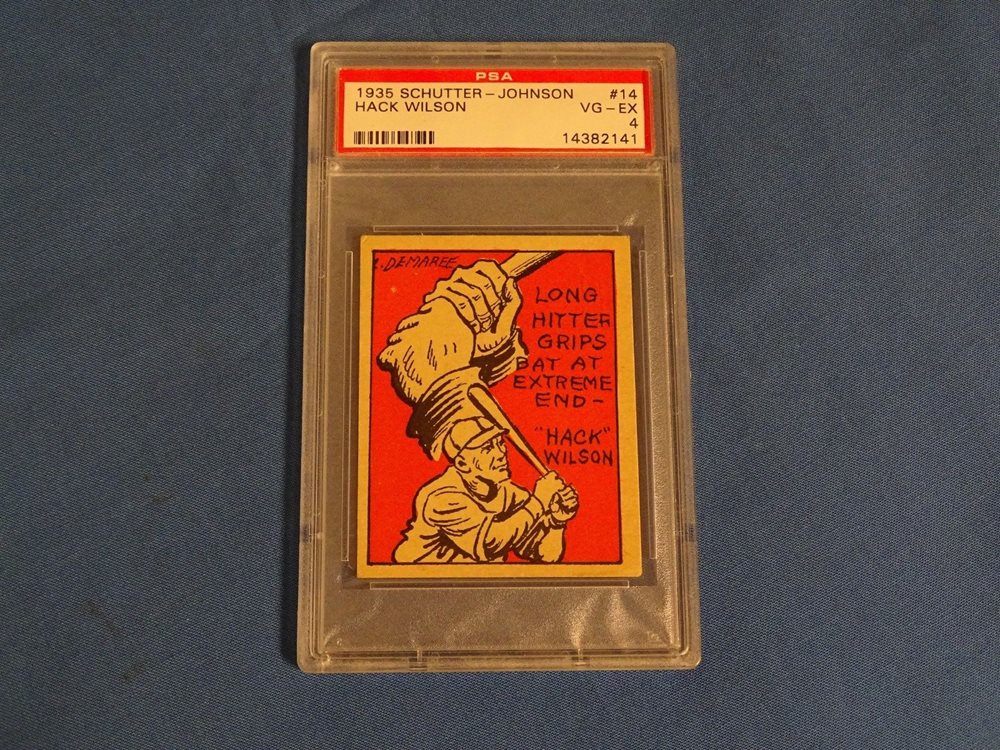 PSA
1935 SCHUTTER-JOHNSON #14
HACK WILSON VG-EX
4
14382141
DEMAREE
LONG
HITTER
GRIPS
BAT AT
EXTREME
END-
"HACK"
WILSON